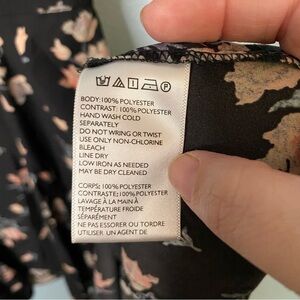 BODY: 100% POLYESTER
CONTRAST: 100% POLYESTER
HAND WASH COLD
SEPARATELY
DO NOT WRING OR TWIST
USE ONLY NON-CHLORINE
BLEACH
LINE DRY
LOW IRON AS NEEDED
MAY BE DRY CLEANED
CORPS: 100% POLYESTER
CONTRASTE: 100% POLYESTER
LAVAGE À LA MAIN À
TEMPÉRATURE FROIDE
SÉPARÉMENT
NE PAS ESSORER OU TORDRE
UTILISER UN AGENT DE